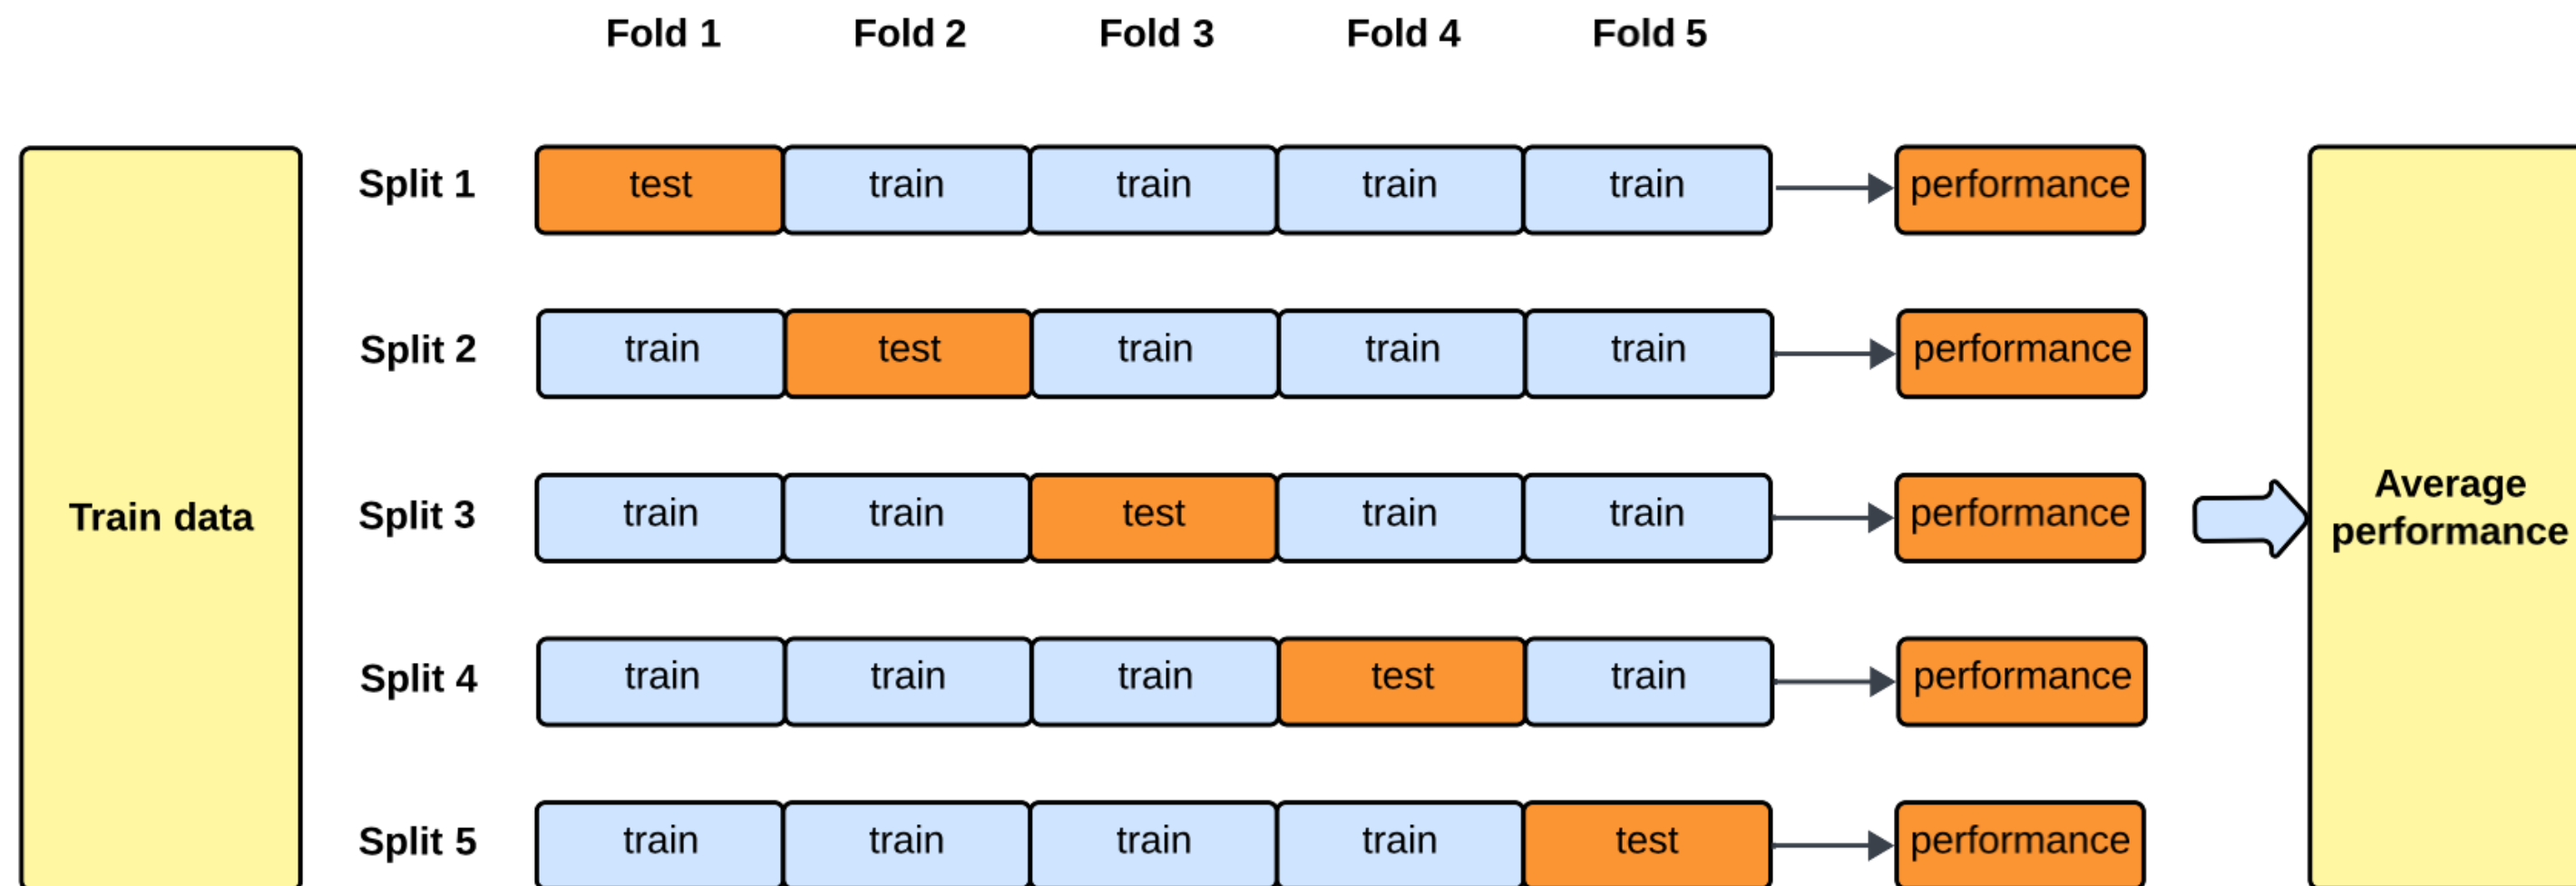 Fold 1 Fold 2 Fold 3 Fold 4 Fold 5
Split 1 test train train train train performance
Split 2 train test train train train performance
Train data
Split 3 train train test train train performance
Average
performance
Split 4 train train train test train performance
Split 5 train train train train test performance